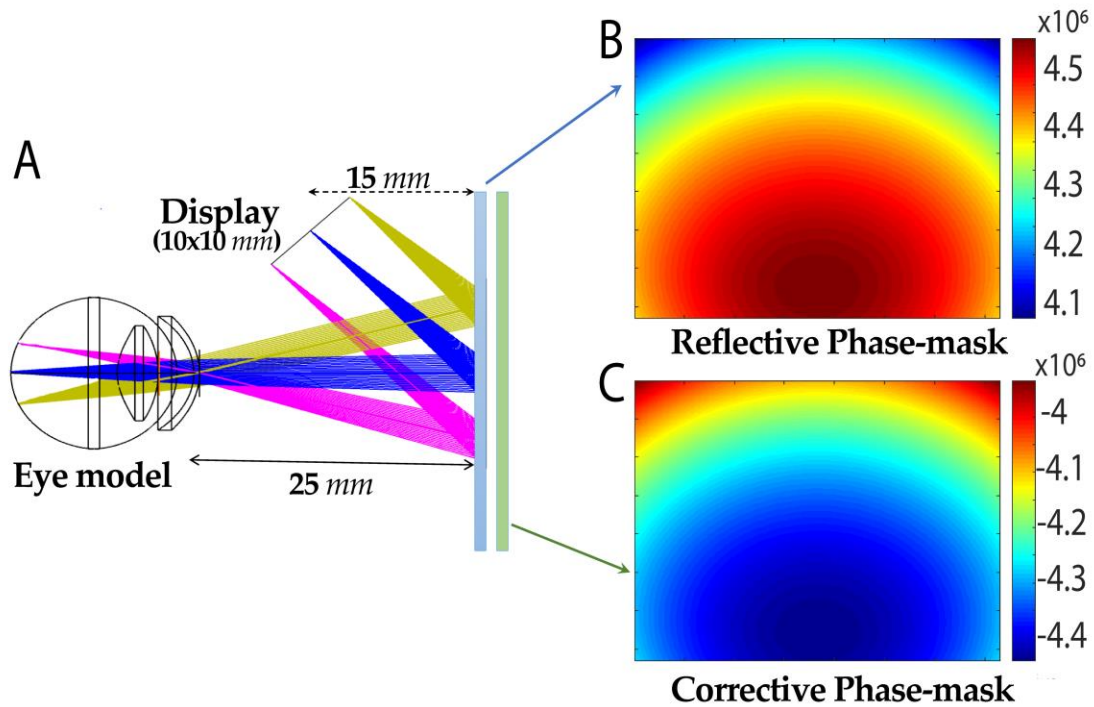 A
15 mm
Display
(10x10 mm)
Eye model
25 mm
B
x10⁶
4.5
4.4
4.3
4.2
4.1
Reflective Phase-mask
C
x10⁶
-4
-4.1
-4.2
-4.3
-4.4
Corrective Phase-mask